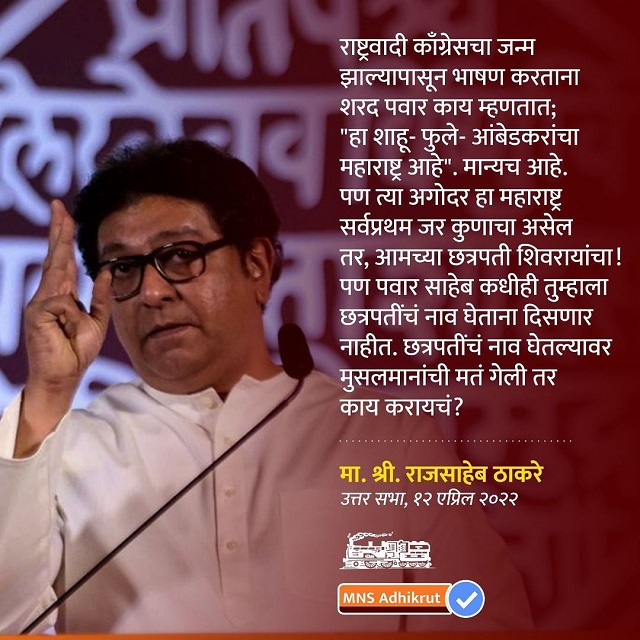 राष्ट्रवादी काँग्रेसचा जन्म
झाल्यापासून भाषण करताना
शरद पवार काय म्हणतात;
"हा शाहू- फुले- आंबेडकरांचा
महाराष्ट्र आहे". मान्यच आहे.
पण त्या अगोदर हा महाराष्ट्र
सर्वप्रथम जर कुणाचा असेल
तर, आमच्या छत्रपती शिवरायांचा!
पण पवार साहेब कधीही तुम्हाला
छत्रपतींचं नाव घेताना दिसणार
नाहीत. छत्रपतींचं नाव घेतल्यावर
मुसलमानांची मतं गेली तर
काय करायचं?
मा. श्री. राजसाहेब ठाकरे
उत्तर सभा, १२ एप्रिल २०२२
MNS Adhikrut